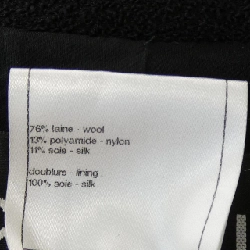 76% laine - wool
13% polyamide - nylon
11% soie - silk
doublure - lining
100% soie - silk